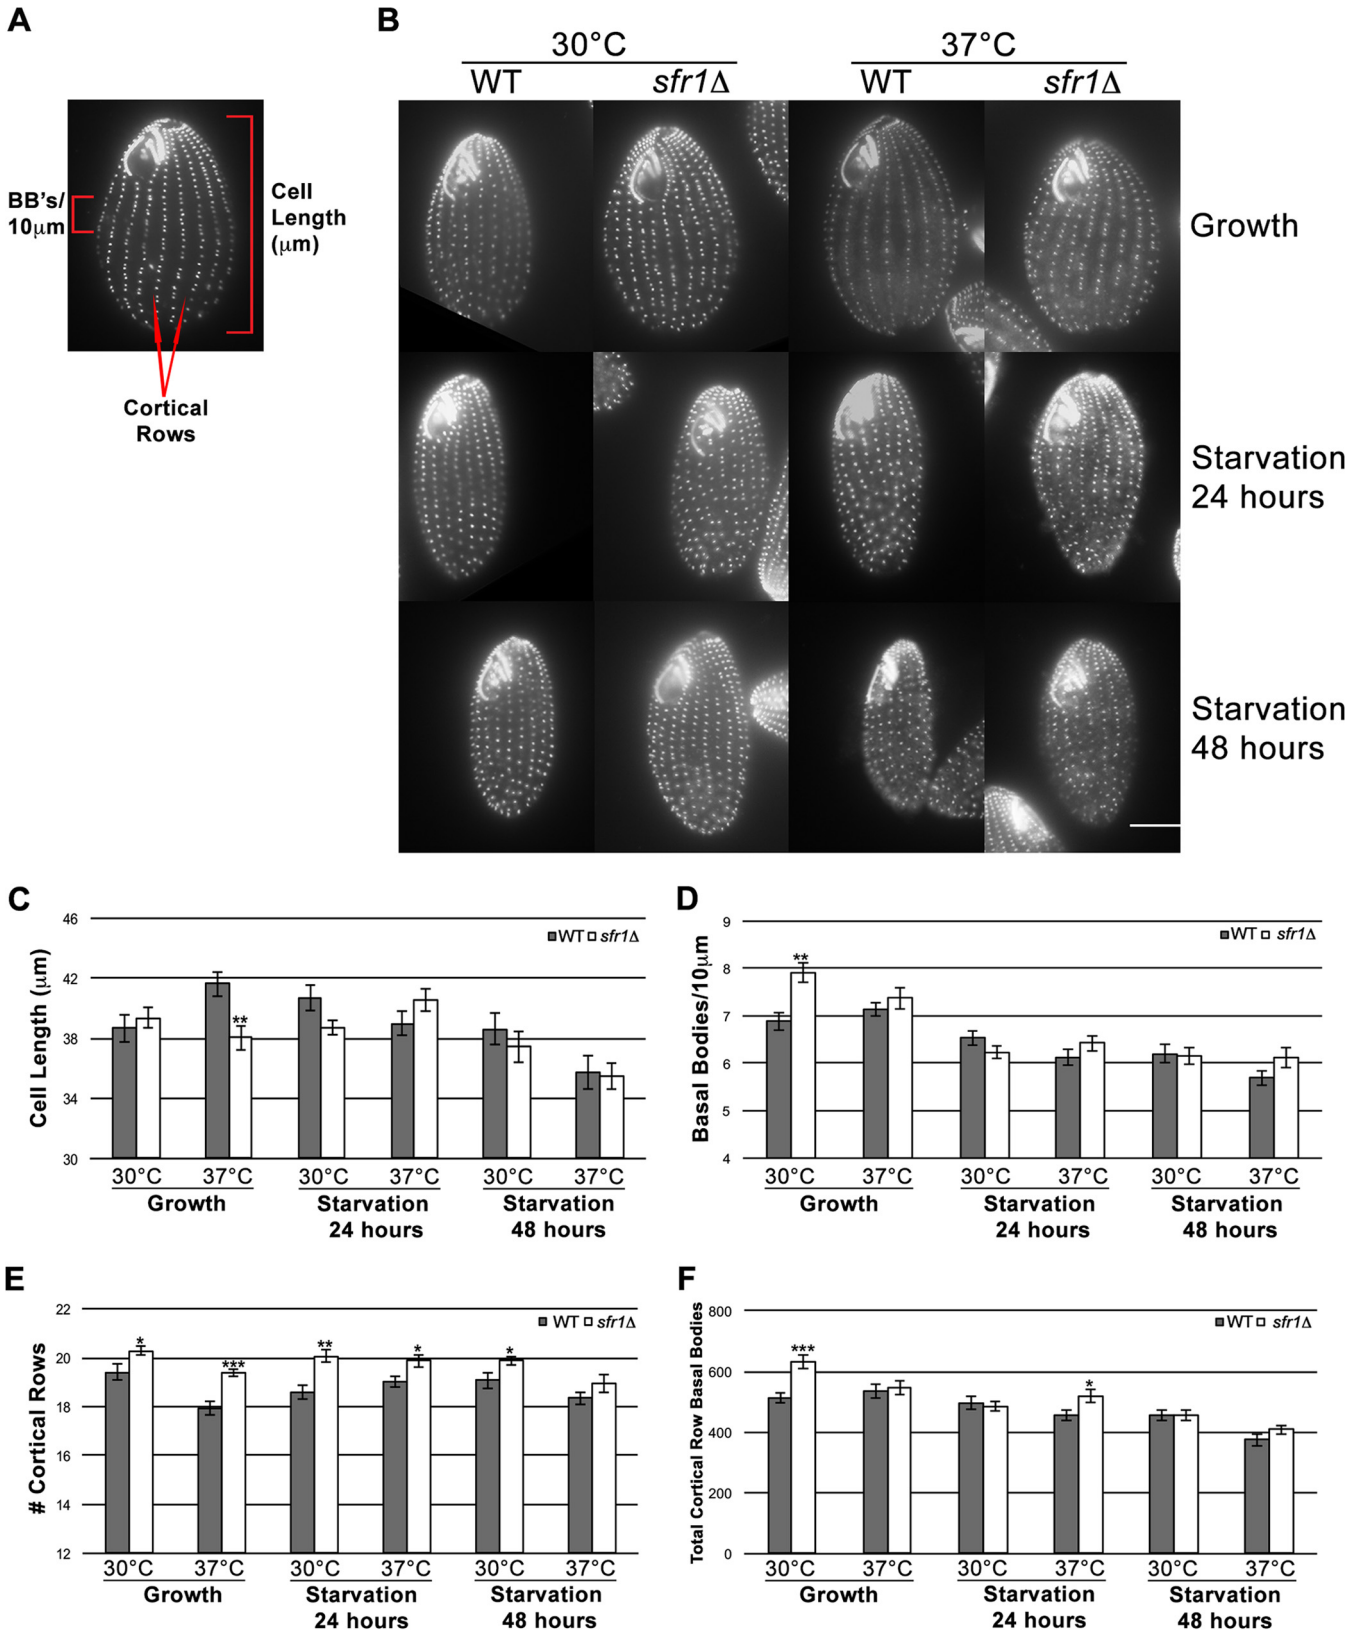 A
BB's/
10μm
Cell
Length
(μm)
Cortical
Rows
B
30°C 37°C
WT sfr1Δ WT sfr1Δ
Growth
Starvation
24 hours
Starvation
48 hours
C
Cell Length (μm)
46
42
38
34
30
WT sfr1Δ
**
30°C 37°C 30°C 37°C 30°C 37°C
Growth Starvation Starvation
24 hours 48 hours
D
Basal Bodies/10μm
9
8
7
6
5
4
WT sfr1Δ
**
30°C 37°C 30°C 37°C 30°C 37°C
Growth Starvation Starvation
24 hours 48 hours
E
# Cortical Rows
22
20
18
16
14
12
WT sfr1Δ
* *** ** * *
30°C 37°C 30°C 37°C 30°C 37°C
Growth Starvation Starvation
24 hours 48 hours
F
Total Cortical Row Basal Bodies
800
600
400
200
0
WT sfr1Δ
*** *
30°C 37°C 30°C 37°C 30°C 37°C
Growth Starvation Starvation
24 hours 48 hours